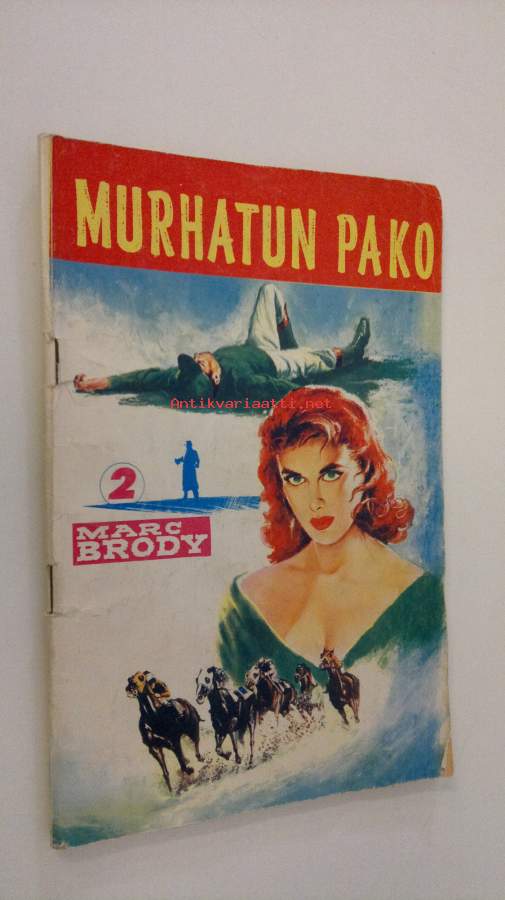 MURHATUN PAKO
Antikvariaatti.net
2
MARC
BRODY